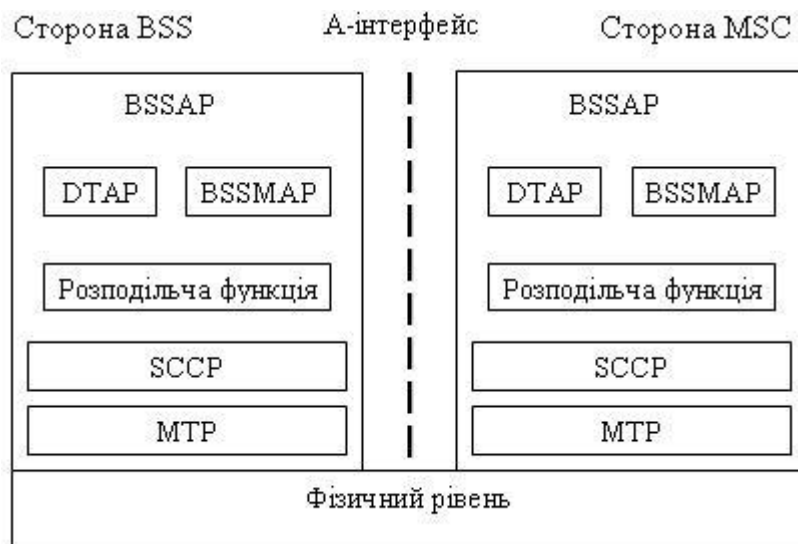 Сторона BSS А-інтерфейс Сторона MSC
BSSAP BSSAP
DTAP BSSMAP DTAP BSSMAP
Розподільча функція Розподільча функція
SCCP SCCP
MTP MTP
Фізичний рівень